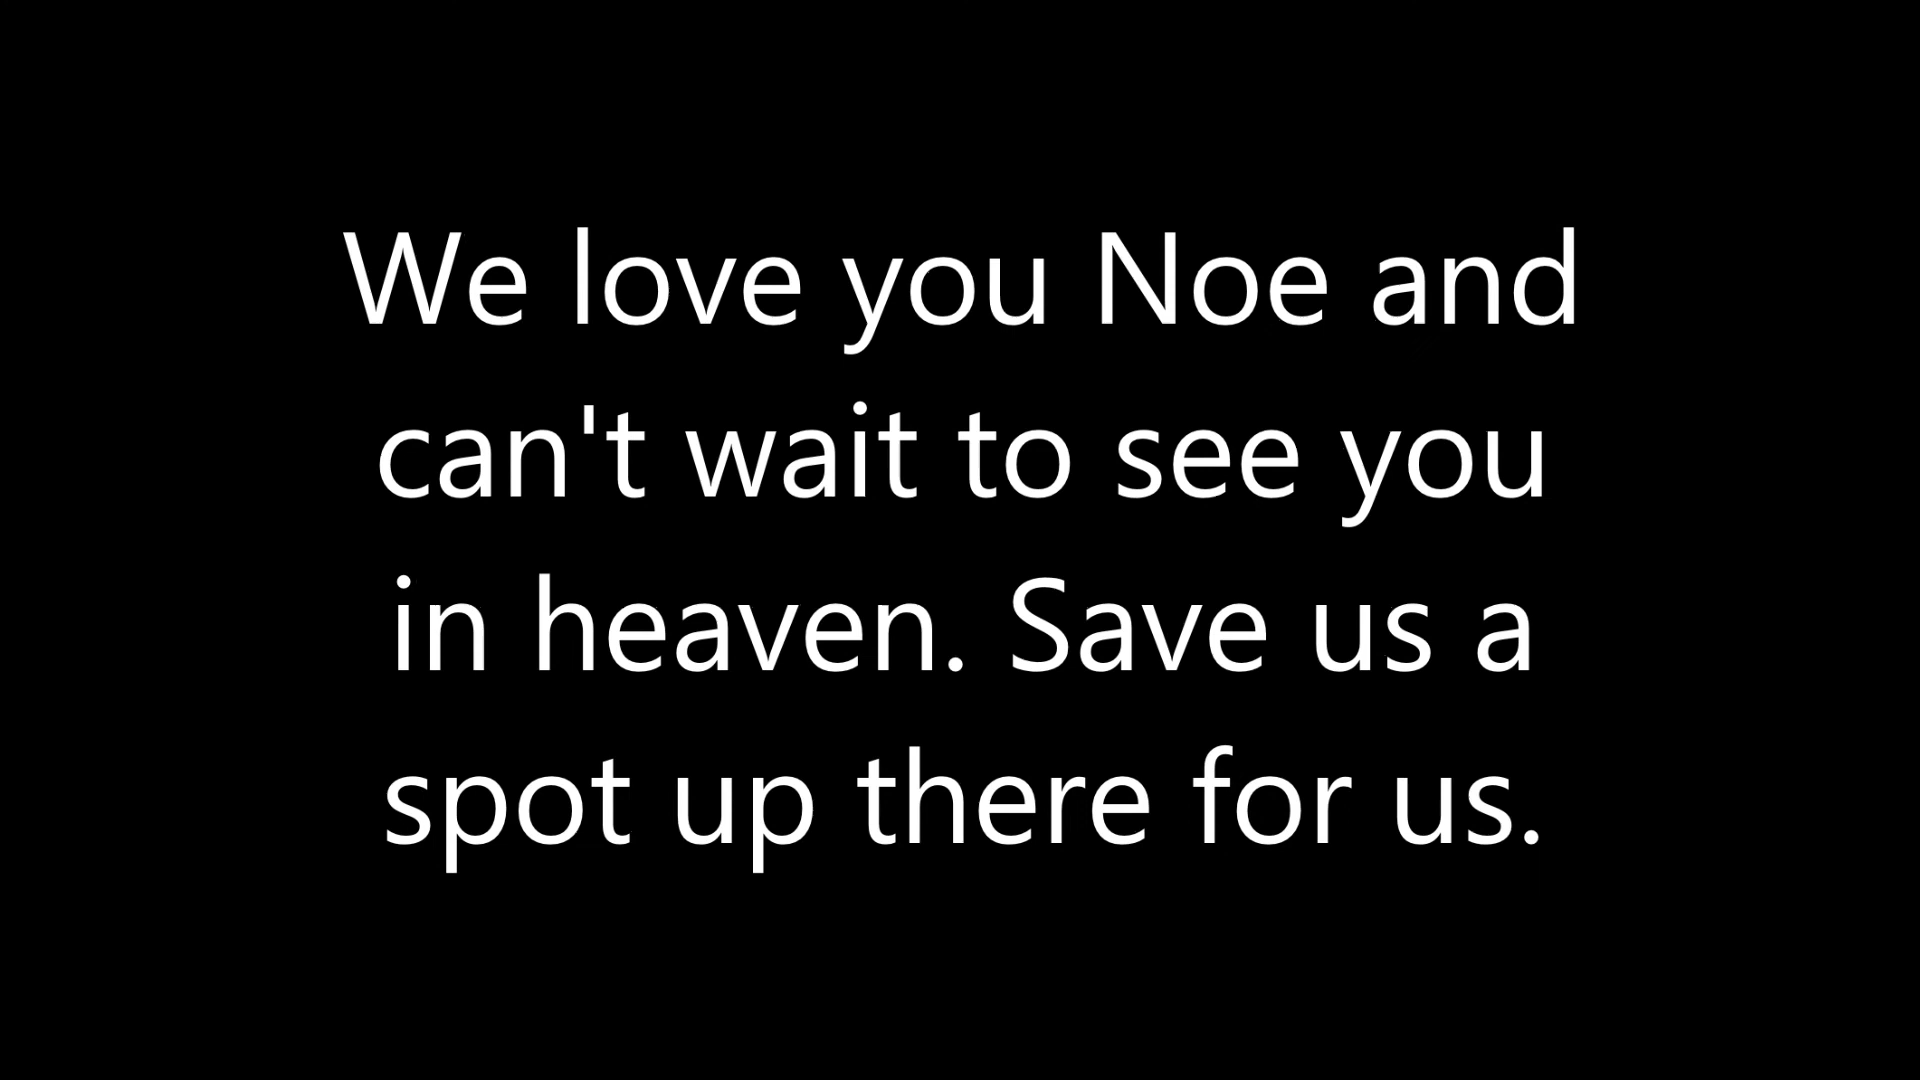 We love you Noe and
can't wait to see you
in heaven. Save us a
spot up there for us.